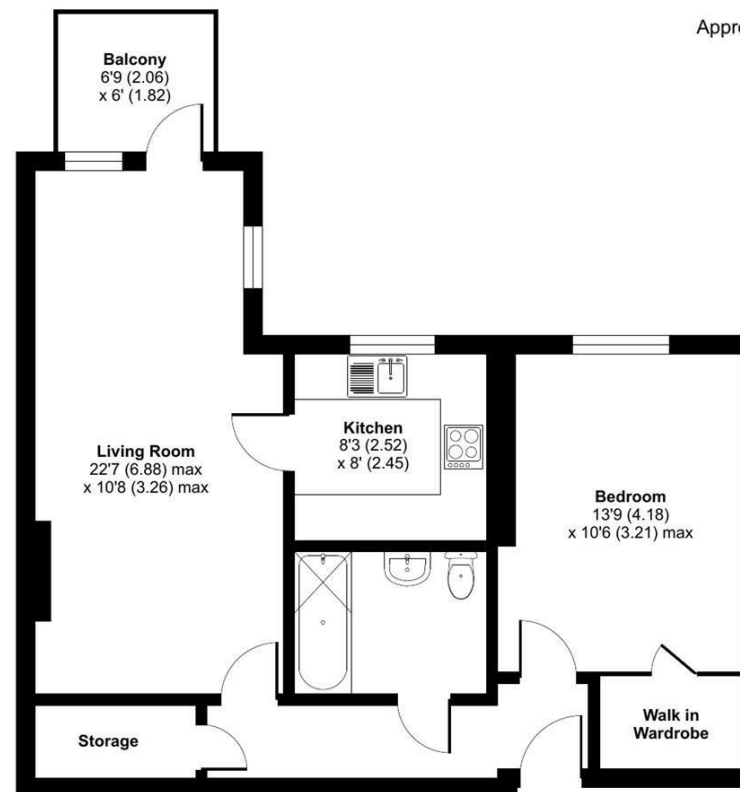 Appro
Balcony
6'9 (2.06)
x 6' (1.82)
Kitchen
8'3 (2.52)
x 8' (2.45)
Living Room
22'7 (6.88) max
x 10'8 (3.26) max
Bedroom
13'9 (4.18)
x 10'6 (3.21) max
Storage
Walk in
Wardrobe